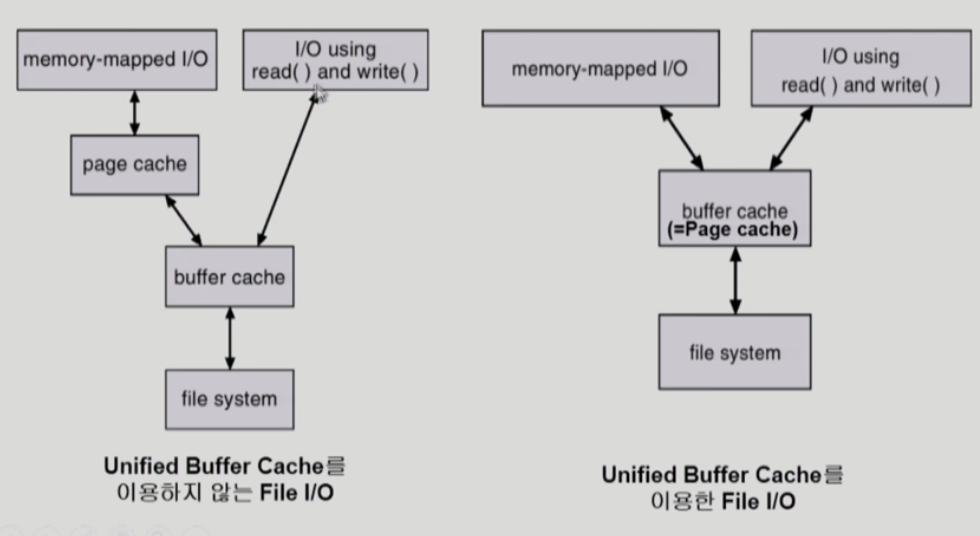 memory-mapped I/O
I/O using
read( ) and write( )
page cache
buffer cache
file system
Unified Buffer Cache를
이용하지 않는 File I/O
memory-mapped I/O
I/O using
read( ) and write( )
buffer cache
(=Page cache)
file system
Unified Buffer Cache를
이용한 File I/O